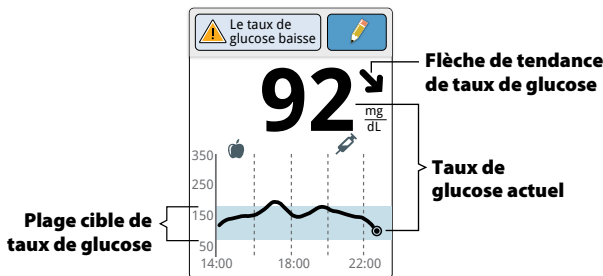 Le taux de
glucose baisse
92
mg
dL
Flèche de tendance
de taux de glucose
Taux de
glucose actuel
Plage cible de
taux de glucose
350
250
150
50
14:00 18:00 22:00